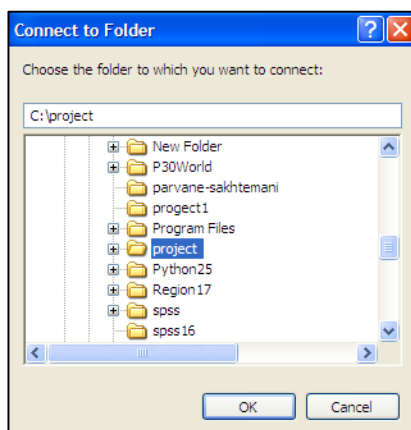 Connect to Folder
Choose the folder to which you want to connect:
C:\project
New Folder
P30World
parvane-sakhtemani
progect1
Program Files
project
Python25
Region17
spss
spss16
OK Cancel